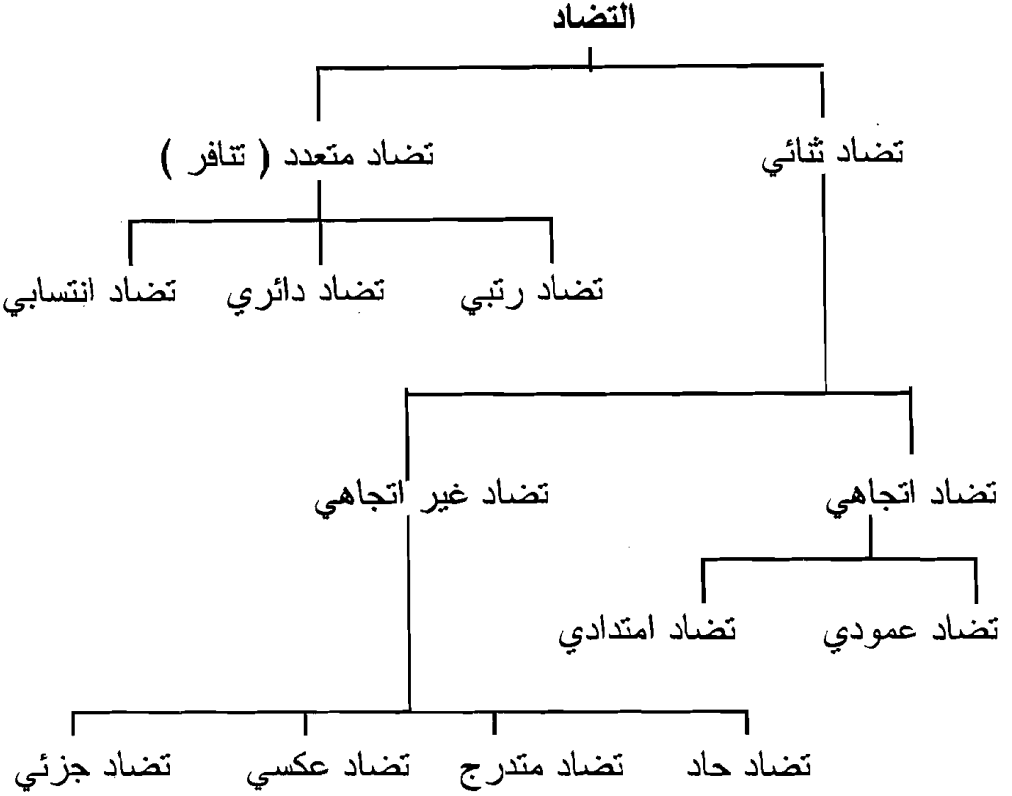 التضاد
تضاد ثنائي تضاد متعدد ( تنافر )
تضاد رتبي تضاد دائري تضاد انتسابي
تضاد اتجاهي تضاد غير اتجاهي
تضاد عمودي تضاد امتدادي
تضاد حاد تضاد متدرج تضاد عكسي تضاد جزئي